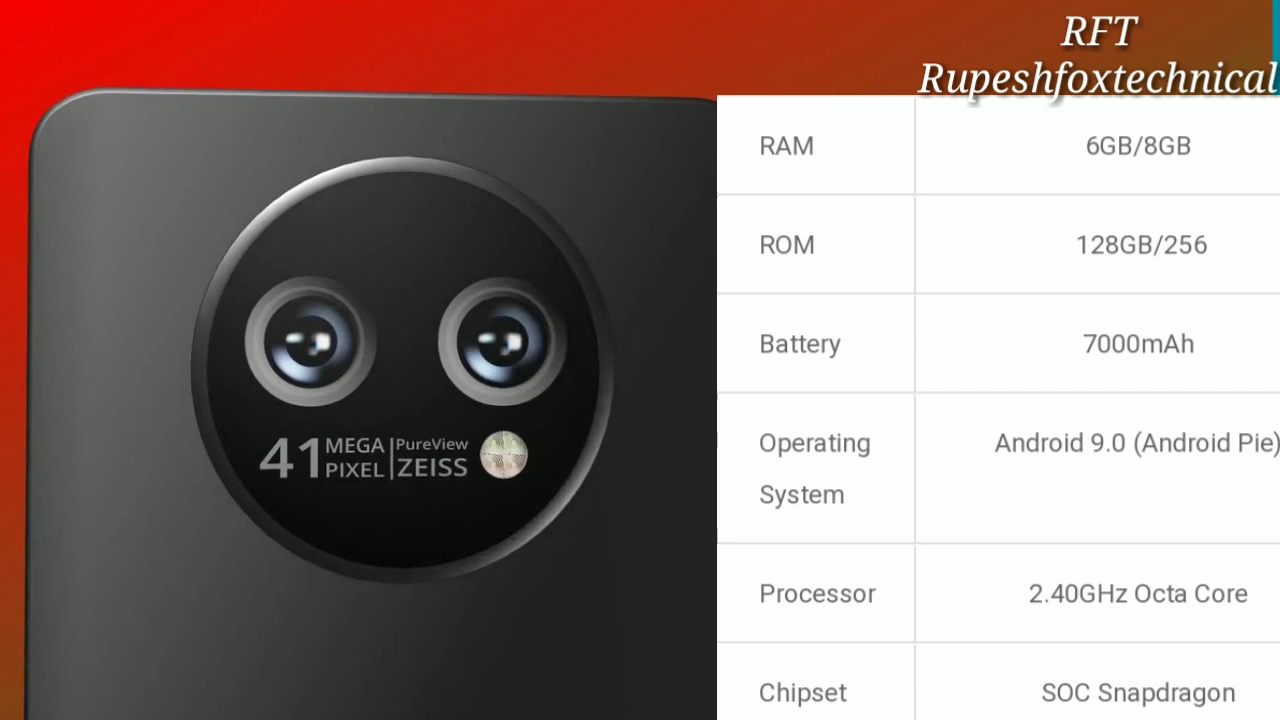 RFT
Rupeshfoxtechnical
RAM 6GB/8GB
ROM 128GB/256
Battery 7000mAh
Operating System Android 9.0 (Android Pie)
Processor 2.40GHz Octa Core
Chipset SOC Snapdragon
41 MEGA PIXEL PureView ZEISS